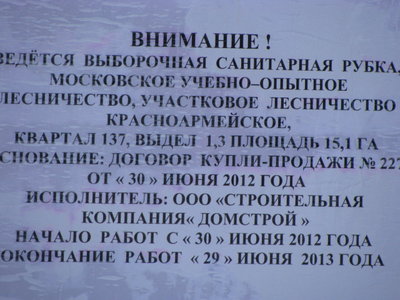 ВНИМАНИЕ !
ВЕДЁТСЯ ВЫБОРОЧНАЯ САНИТАРНАЯ РУБКА,
МОСКОВСКОЕ УЧЕБНО–ОПЫТНОЕ
ЛЕСНИЧЕСТВО, УЧАСТКОВОЕ ЛЕСНИЧЕСТВО
КРАСНОАРМЕЙСКОЕ,
КВАРТАЛ 137, ВЫДЕЛ 1,3 ПЛОЩАДЬ 15,1 ГА
ОСНОВАНИЕ: ДОГОВОР КУПЛИ-ПРОДАЖИ № 227
ОТ « 30 » ИЮНЯ 2012 ГОДА
ИСПОЛНИТЕЛЬ: ООО «СТРОИТЕЛЬНАЯ
КОМПАНИЯ« ДОМСТРОЙ »
НАЧАЛО РАБОТ С « 30 » ИЮНЯ 2012 ГОДА
ОКОНЧАНИЕ РАБОТ « 29 » ИЮНЯ 2013 ГОДА